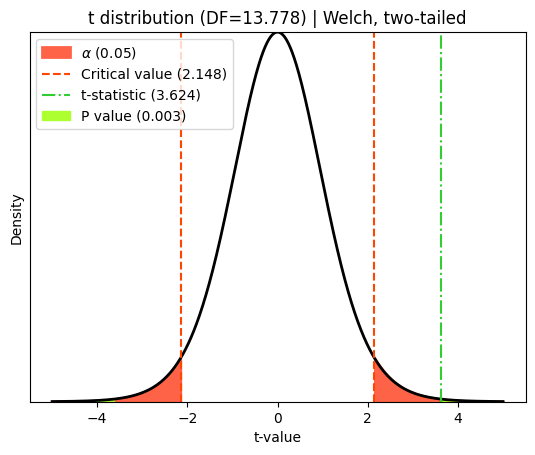 t distribution (DF=13.778) | Welch, two-tailed
α (0.05)
Critical value (2.148)
t-statistic (3.624)
P value (0.003)
Density
−4 −2 0 2 4
t-value